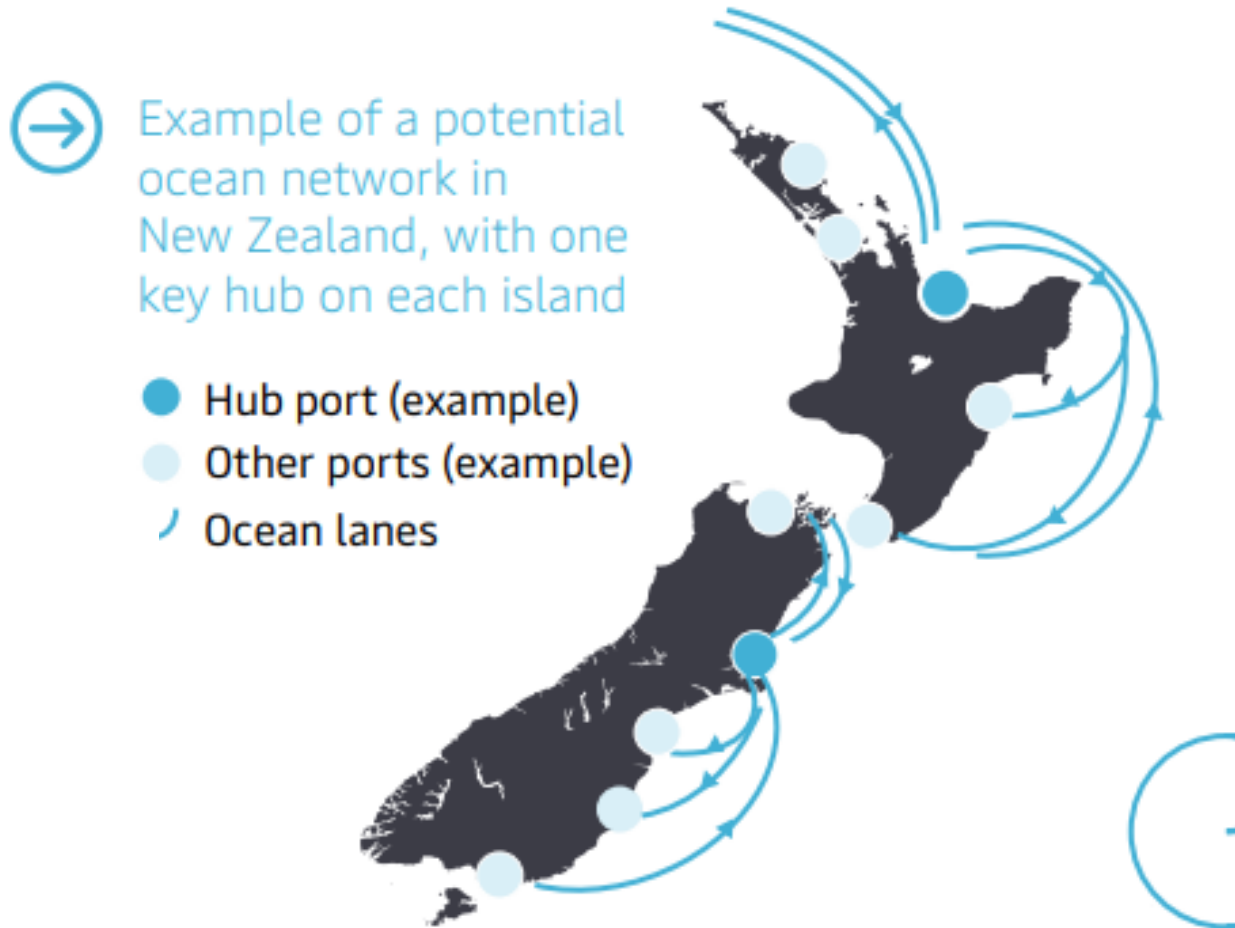 Example of a potential
ocean network in
New Zealand, with one
key hub on each island
Hub port (example)
Other ports (example)
Ocean lanes